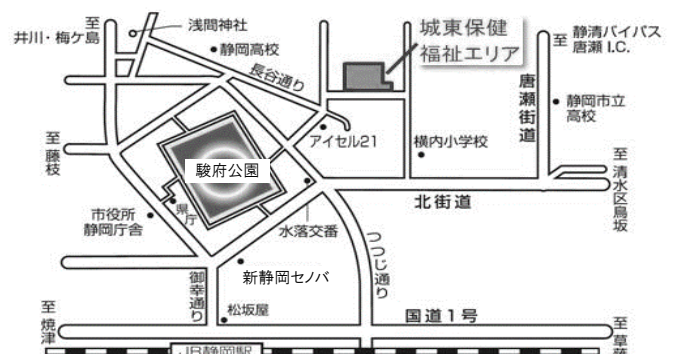 至
井川・梅ケ島
浅間神社
静岡高校
城東保健
福祉エリア
至
静清バイパス
唐瀬 I.C.
長谷通り
唐瀬街道
静岡市立
高校
至藤枝
アイセル21
横内小学校
駿府公園
至清水区鳥坂
県庁
北街道
市役所
静岡庁舎
水落交番
つつじ通り
新静岡セノバ
御幸通り
至焼津
松坂屋
国道1号
至
JR静岡駅